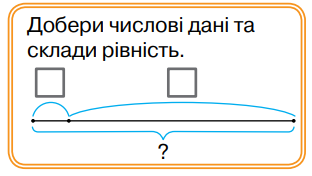 Добери числові дані та
склади рівність.
?